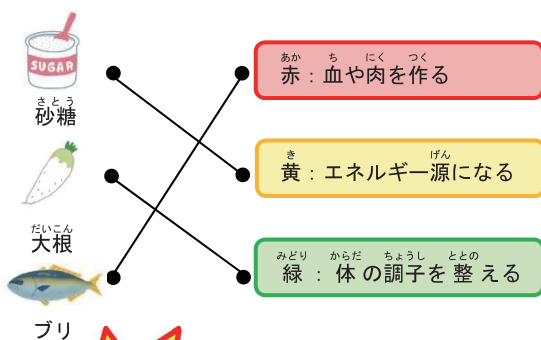 SUGAR
さとう
砂糖
だいこん
大根
ブリ
あか ち にく つく
赤：血や肉を作る
き げん
黄：エネルギー源になる
みどり からだ ちょうし ととの
緑：体の調子を整える